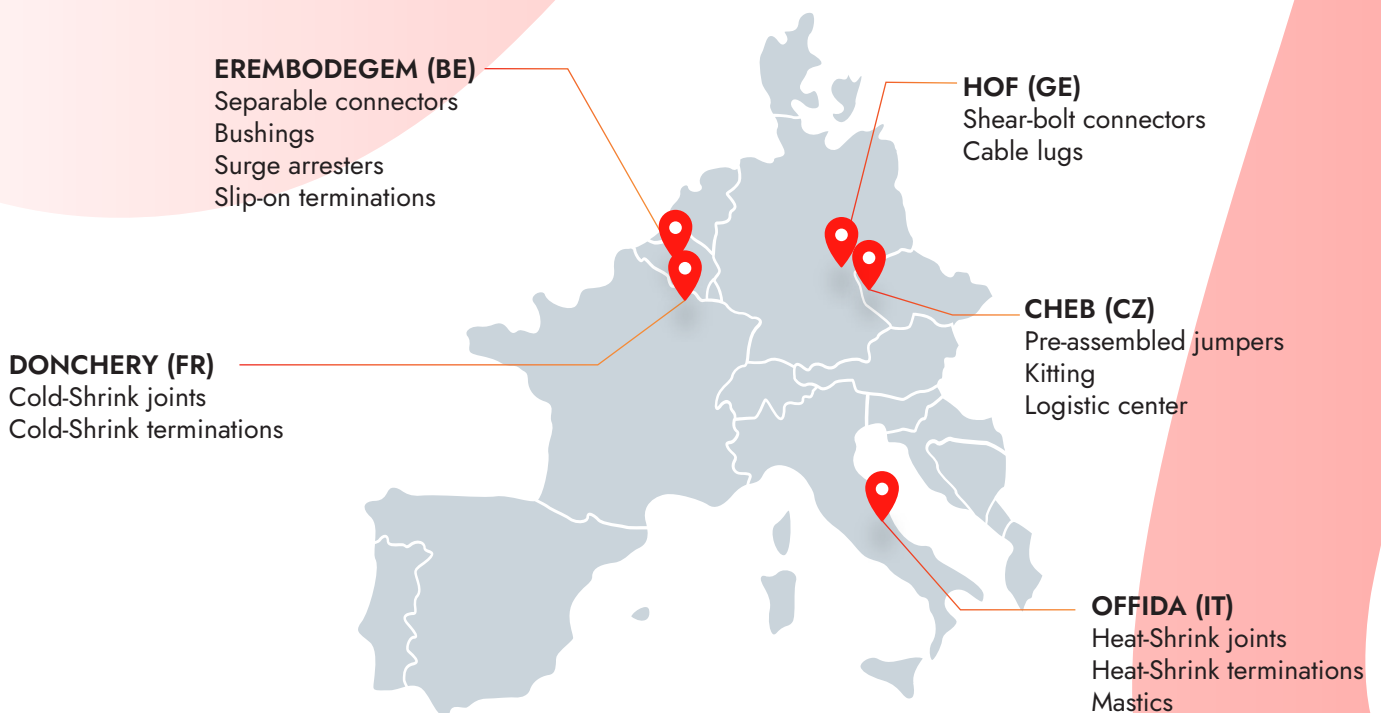 EREMBODEGEM (BE)
Separable connectors
Bushings
Surge arresters
Slip-on terminations
HOF (GE)
Shear-bolt connectors
Cable lugs
CHEB (CZ)
Pre-assembled jumpers
Kitting
Logistic center
DONCHERY (FR)
Cold-Shrink joints
Cold-Shrink terminations
OFFIDA (IT)
Heat-Shrink joints
Heat-Shrink terminations
Mastics